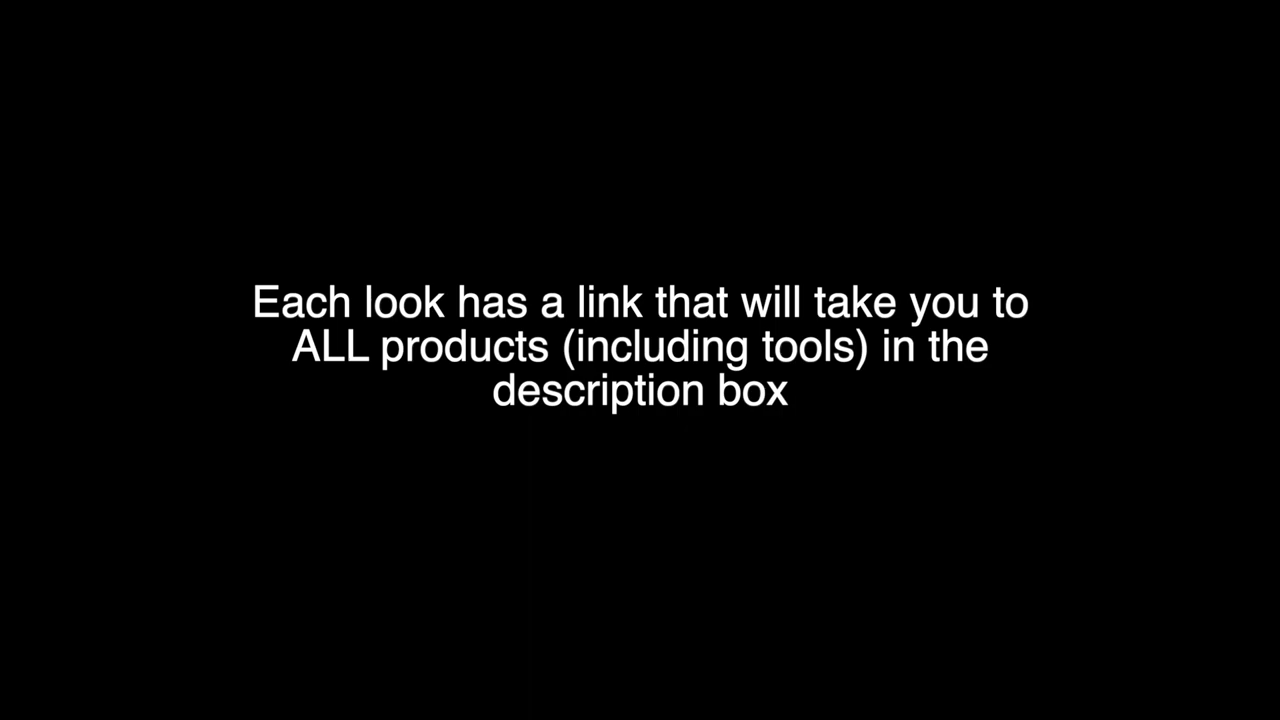 Each look has a link that will take you to
ALL products (including tools) in the
description box